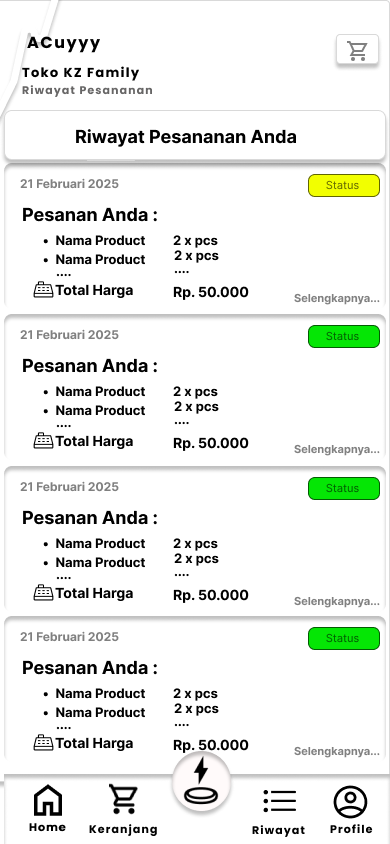 ACuyyy
Toko KZ Family
Riwayat Pesananan
Riwayat Pesananan Anda
21 Februari 2025 Status
Pesanan Anda :
• Nama Product 2 x pcs
• Nama Product 2 x pcs
.... ....
Total Harga Rp. 50.000
Selengkapnya...
21 Februari 2025 Status
Pesanan Anda :
• Nama Product 2 x pcs
• Nama Product 2 x pcs
.... ....
Total Harga Rp. 50.000
Selengkapnya...
21 Februari 2025 Status
Pesanan Anda :
• Nama Product 2 x pcs
• Nama Product 2 x pcs
.... ....
Total Harga Rp. 50.000
Selengkapnya...
21 Februari 2025 Status
Pesanan Anda :
• Nama Product 2 x pcs
• Nama Product 2 x pcs
.... ....
Total Harga Rp. 50.000
Selengkapnya...
Home Keranjang Riwayat Profile